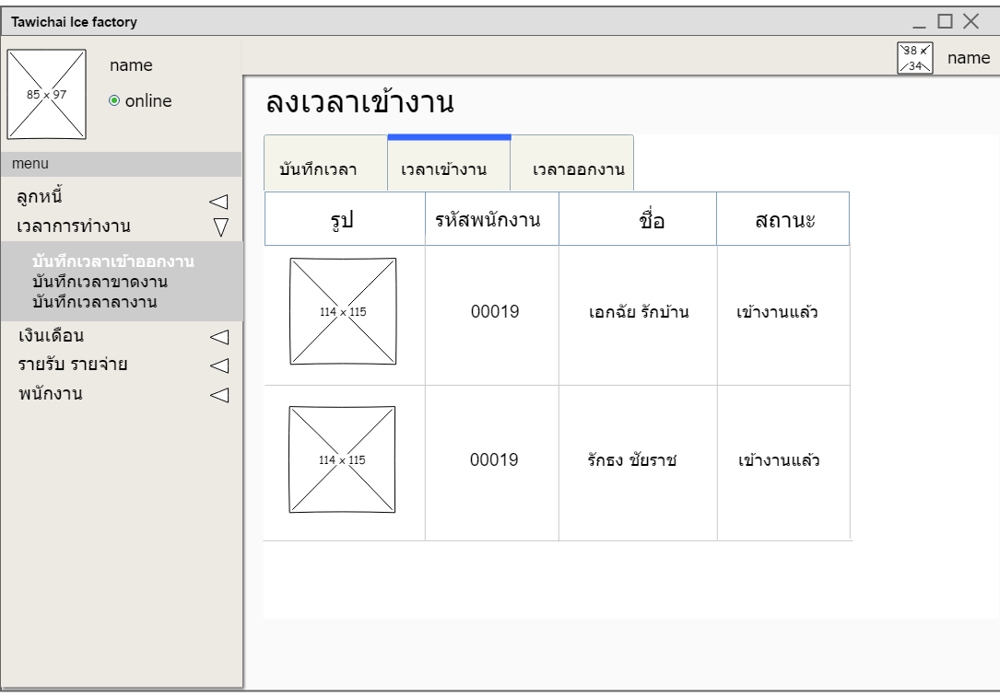 Tawichai Ice factory
38 x 34
name
85 x 97
name
online
ลงเวลาเข้างาน
menu
บันทึกเวลา เวลาเข้างาน เวลาออกงาน
ลูกหนี้
เวลาการทำงาน
บันทึกเวลาเข้าออกงาน
บันทึกเวลาขาดงาน
บันทึกเวลาลางาน
เงินเดือน
รายรับ รายจ่าย
พนักงาน
รูป รหัสพนักงาน ชื่อ สถานะ
114 x 115 00019 เอกฉัย รักบ้าน เข้างานแล้ว
114 x 115 00019 รักธง ชัยราช เข้างานแล้ว